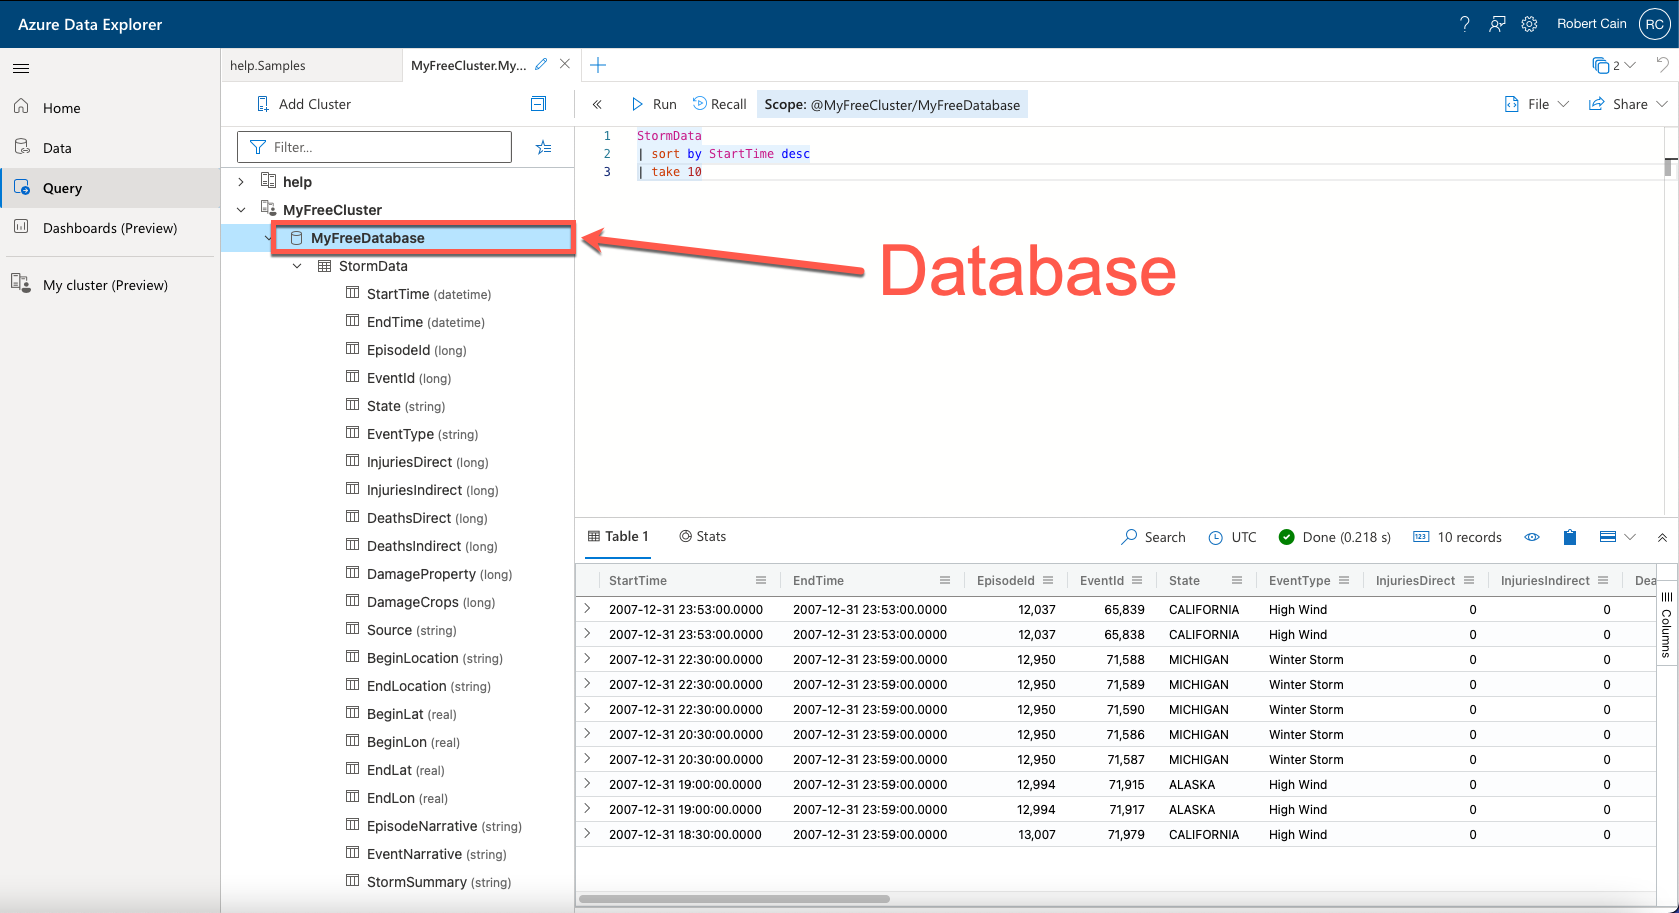 Azure Data Explorer
? Robert Cain RC
help.Samples
MyFreeCluster.My...
2
Home
Data
Query
Dashboards (Preview)
My cluster (Preview)
Add Cluster
Filter...
help
MyFreeCluster
MyFreeDatabase
StormData
StartTime (datetime)
EndTime (datetime)
EpisodeId (long)
EventId (long)
State (string)
EventType (string)
InjuriesDirect (long)
InjuriesIndirect (long)
DeathsDirect (long)
DeathsIndirect (long)
DamageProperty (long)
DamageCrops (long)
Source (string)
BeginLocation (string)
EndLocation (string)
BeginLat (real)
BeginLon (real)
EndLat (real)
EndLon (real)
EpisodeNarrative (string)
EventNarrative (string)
StormSummary (string)
Run Recall Scope: @MyFreeCluster/MyFreeDatabase File Share
1 StormData
2 | sort by StartTime desc
3 | take 10
Database
Table 1 Stats Search UTC Done (0.218 s) 123 10 records
StartTime EndTime EpisodeId EventId State EventType InjuriesDirect InjuriesIndirect Dea
2007-12-31 23:53:00.0000 2007-12-31 23:53:00.0000 12,037 65,839 CALIFORNIA High Wind 0 0
2007-12-31 23:53:00.0000 2007-12-31 23:53:00.0000 12,037 65,838 CALIFORNIA High Wind 0 0
2007-12-31 22:30:00.0000 2007-12-31 23:59:00.0000 12,950 71,588 MICHIGAN Winter Storm 0 0
2007-12-31 22:30:00.0000 2007-12-31 23:59:00.0000 12,950 71,589 MICHIGAN Winter Storm 0 0
2007-12-31 22:30:00.0000 2007-12-31 23:59:00.0000 12,950 71,590 MICHIGAN Winter Storm 0 0
2007-12-31 20:30:00.0000 2007-12-31 23:59:00.0000 12,950 71,586 MICHIGAN Winter Storm 0 0
2007-12-31 20:30:00.0000 2007-12-31 23:59:00.0000 12,950 71,587 MICHIGAN Winter Storm 0 0
2007-12-31 19:00:00.0000 2007-12-31 23:59:00.0000 12,994 71,915 ALASKA High Wind 0 0
2007-12-31 19:00:00.0000 2007-12-31 23:59:00.0000 12,994 71,917 ALASKA High Wind 0 0
2007-12-31 18:30:00.0000 2007-12-31 23:59:00.0000 13,007 71,979 CALIFORNIA High Wind 0 0
Columns